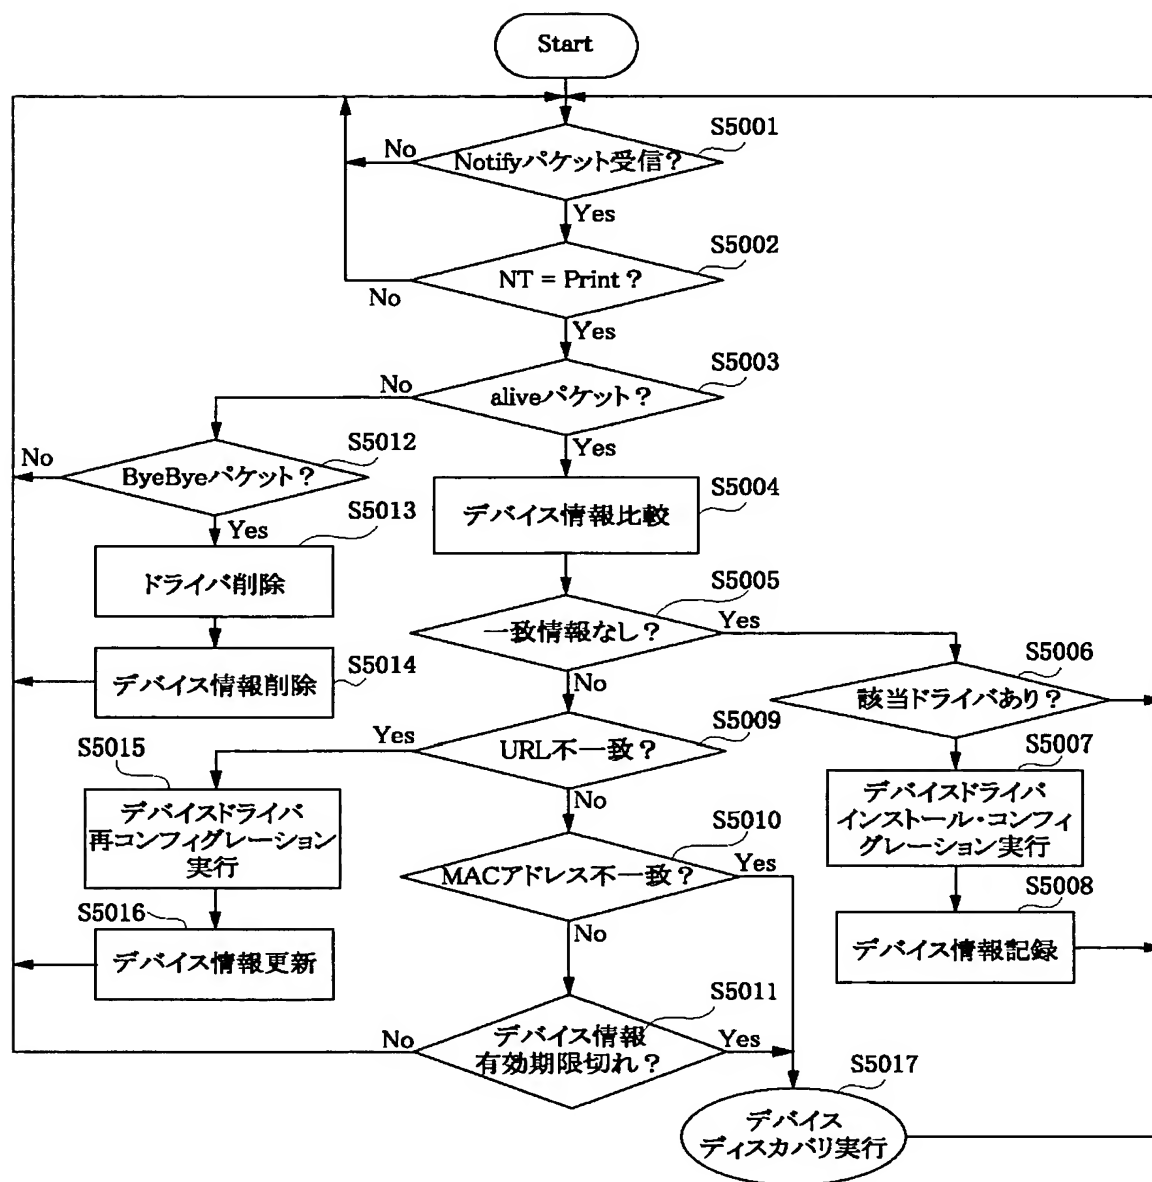 Start
S5001
Notifyパケット受信？
No
Yes
S5002
NT = Print？
No
Yes
S5003
aliveパケット？
No
Yes
S5012
ByeByeパケット？
No
Yes
S5004
デバイス情報比較
S5013
ドライバ削除
S5005
一致情報なし？
Yes
No
S5014
デバイス情報削除
S5006
該当ドライバあり？
S5009
URL不一致？
Yes
No
S5015
デバイスドライバ
再コンフィグレーション
実行
S5007
デバイスドライバ
インストール・コンフィ
グレーション実行
S5010
MACアドレス不一致？
Yes
No
S5016
デバイス情報更新
S5008
デバイス情報記録
S5011
デバイス情報
有効期限切れ？
No
Yes
S5017
デバイス
ディスカバリ実行